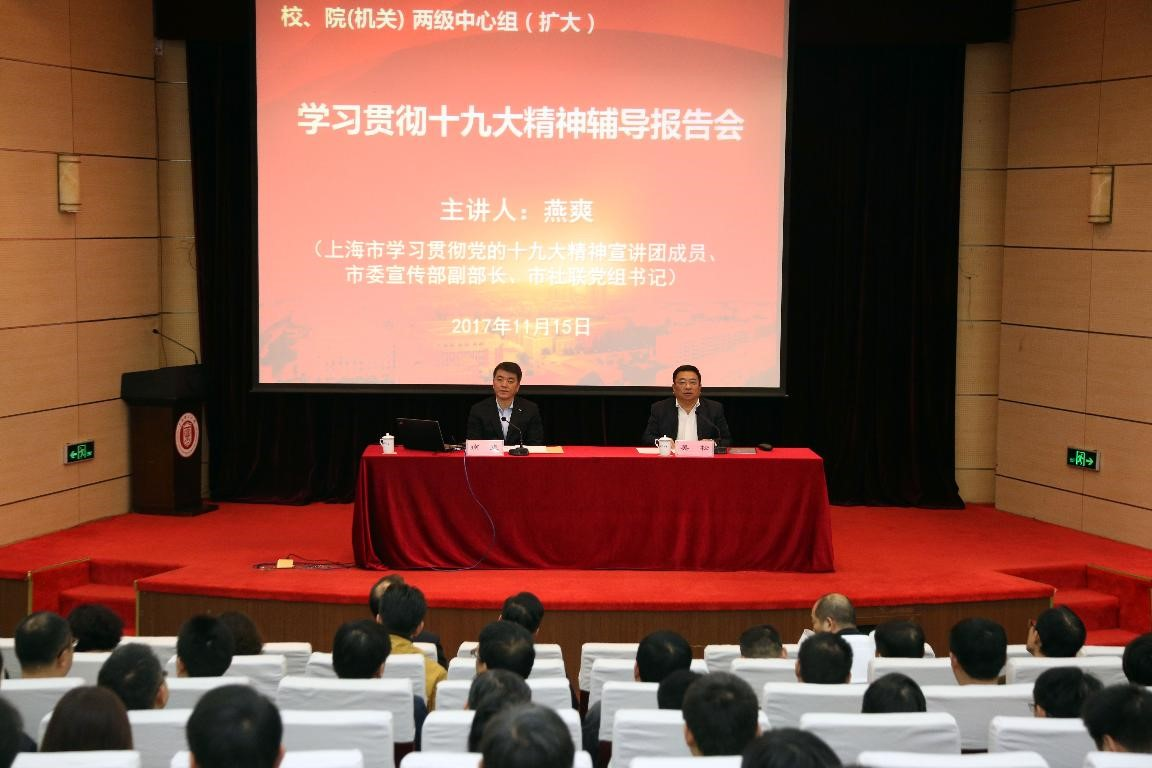 校、院(机关) 两级中心组（扩大）
学习贯彻十九大精神辅导报告会
主讲人：燕爽
（上海市学习贯彻党的十九大精神宣讲团成员、
市委宣传部副部长、市社联党组书记）
2017年11月15日